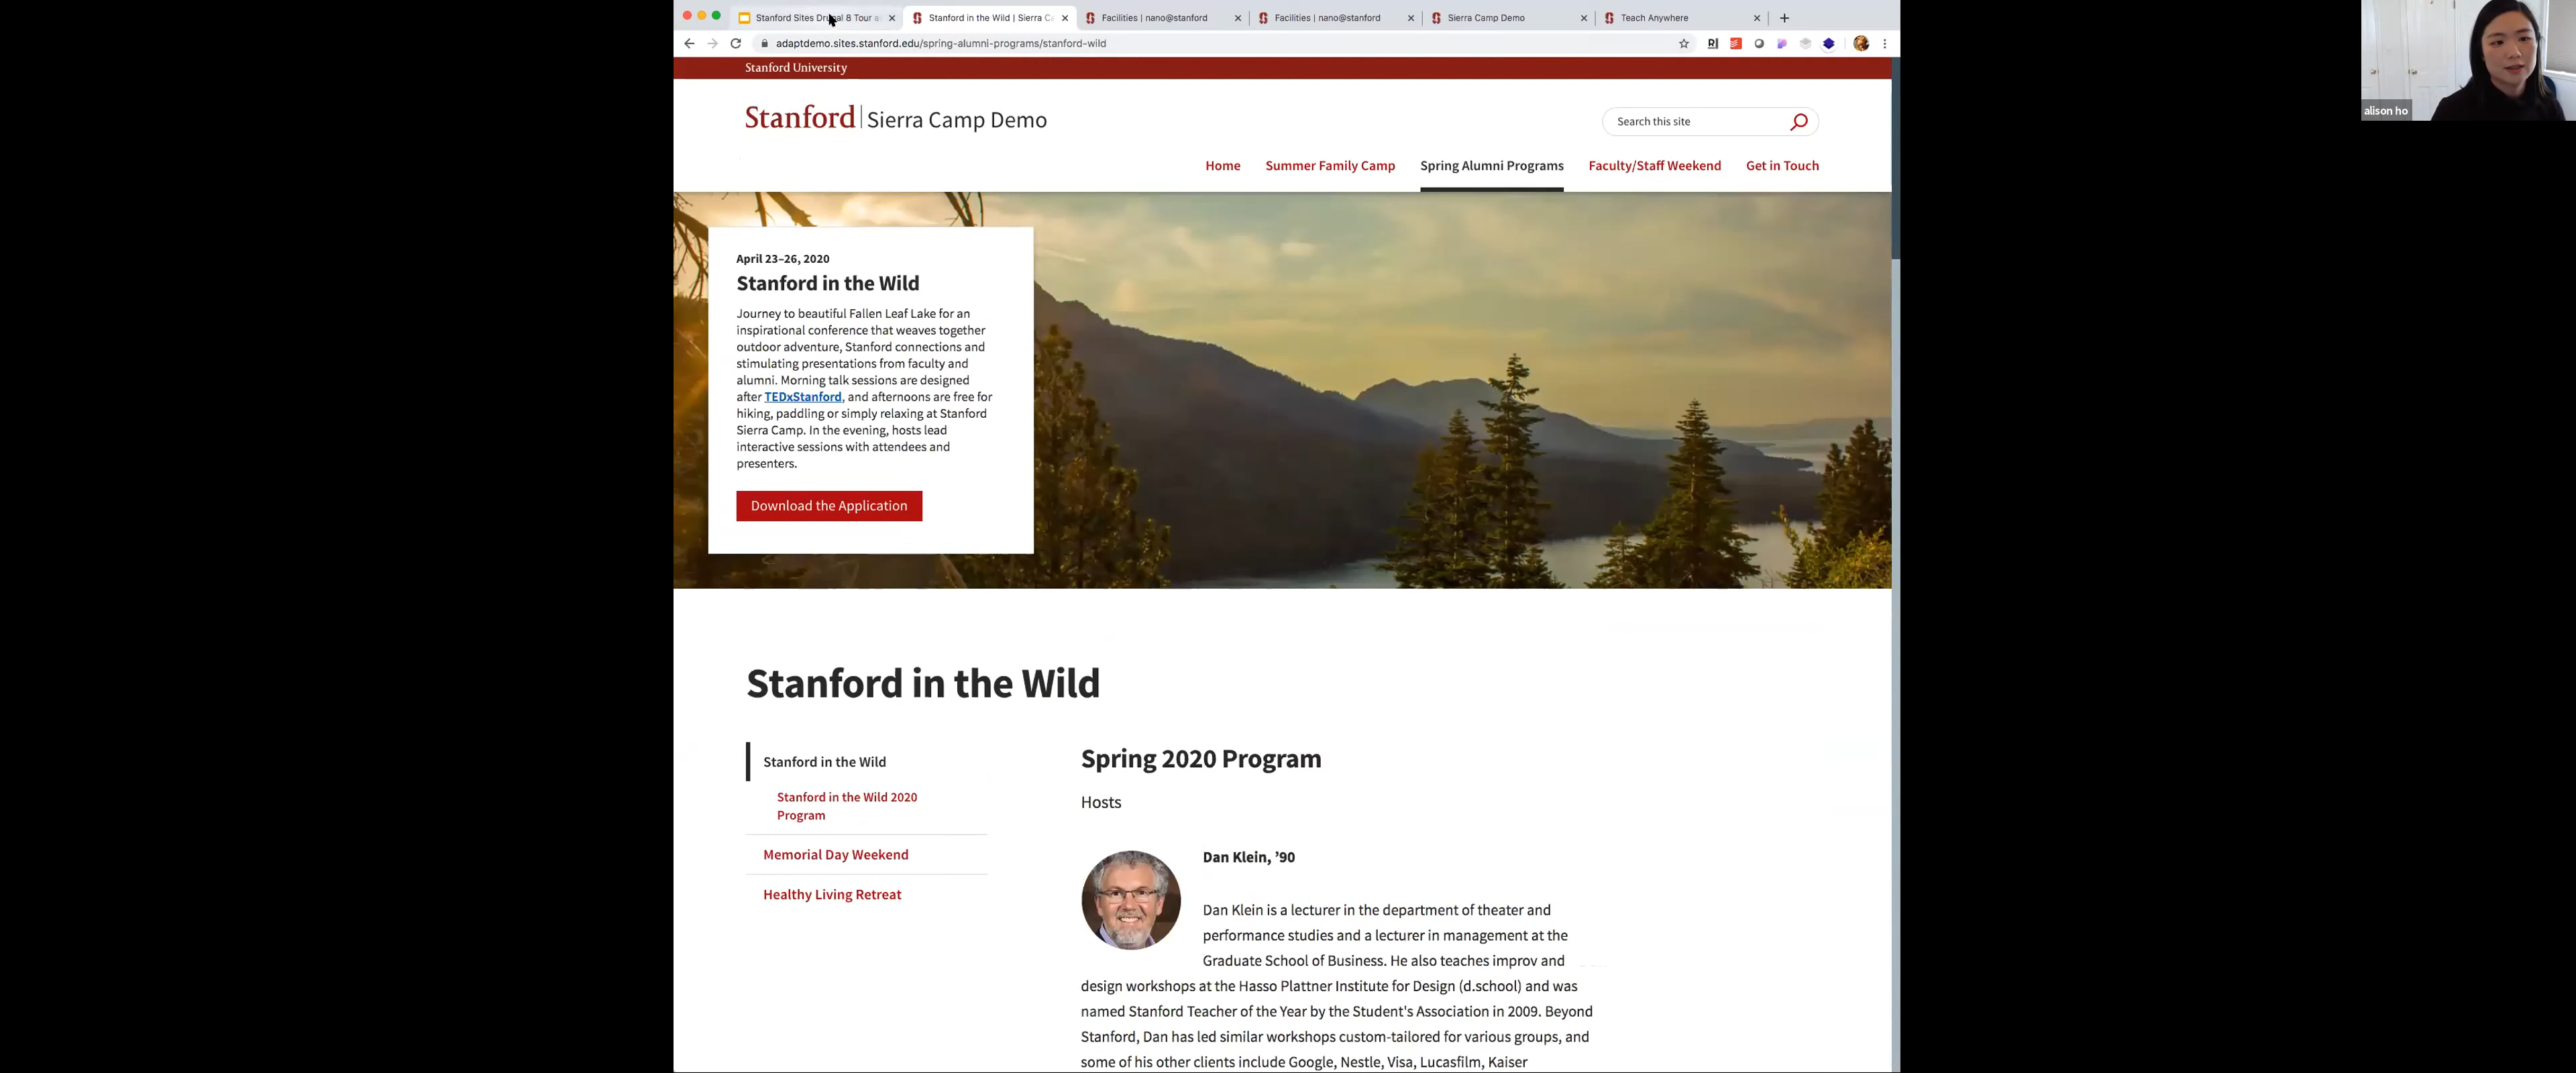 Stanford Sites Drupal 8 Tour
Stanford in the Wild | Sierra C
Facilities | nano@stanford
Facilities | nano@stanford
Sierra Camp Demo
Teach Anywhere
adaptdemo.sites.stanford.edu/spring-alumni-programs/stanford-wild
alison ho
Stanford University
Stanford | Sierra Camp Demo
Search this site
Home Summer Family Camp Spring Alumni Programs Faculty/Staff Weekend Get in Touch
April 23–26, 2020
Stanford in the Wild
Journey to beautiful Fallen Leaf Lake for an
inspirational conference that weaves together
outdoor adventure, Stanford connections and
stimulating presentations from faculty and
alumni. Morning talk sessions are designed
after TEDxStanford, and afternoons are free for
hiking, paddling or simply relaxing at Stanford
Sierra Camp. In the evening, hosts lead
interactive sessions with attendees and
presenters.
Download the Application
Stanford in the Wild
Stanford in the Wild
Stanford in the Wild 2020
Program
Memorial Day Weekend
Healthy Living Retreat
Spring 2020 Program
Hosts
Dan Klein, ’90
Dan Klein is a lecturer in the department of theater and
performance studies and a lecturer in management at the
Graduate School of Business. He also teaches improv and
design workshops at the Hasso Plattner Institute for Design (d.school) and was
named Stanford Teacher of the Year by the Student's Association in 2009. Beyond
Stanford, Dan has led similar workshops custom-tailored for various groups, and
some of his other clients include Google, Nestle, Visa, Lucasfilm, Kaiser